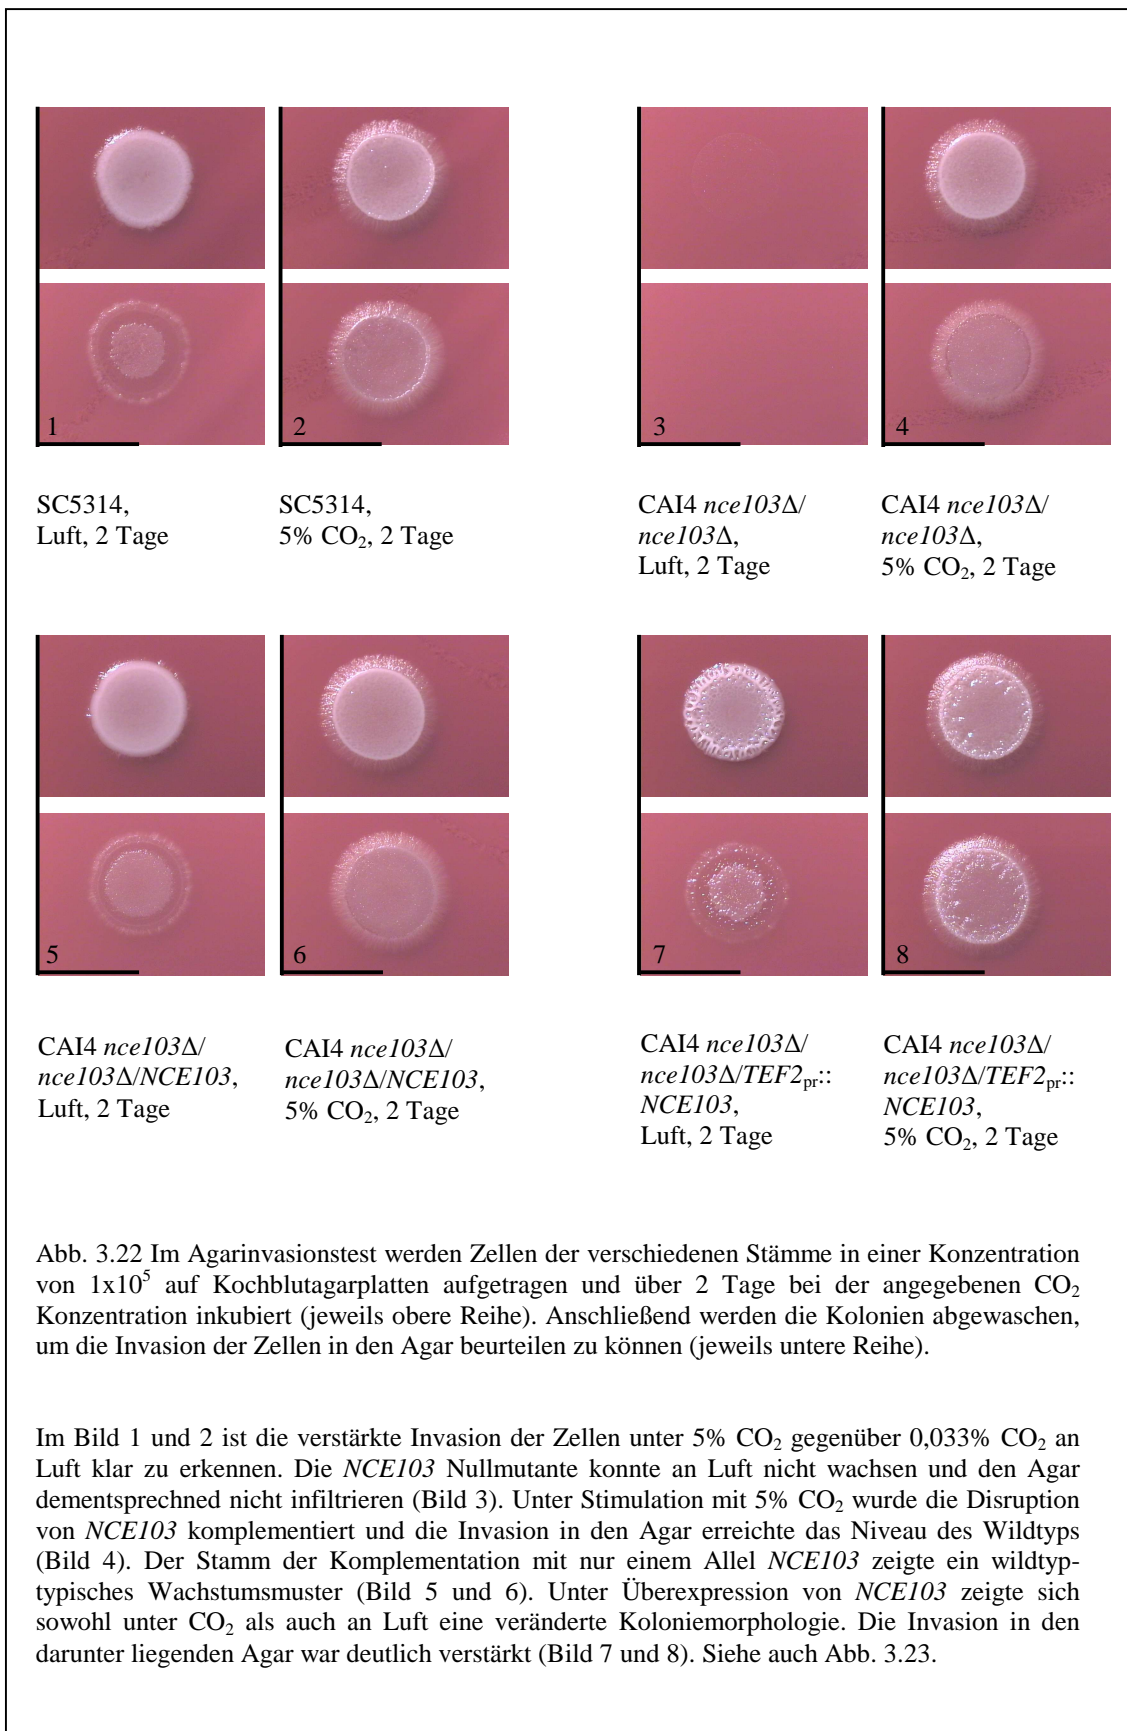 1
2
3
4
SC5314,
Luft, 2 Tage
SC5314,
5% CO₂, 2 Tage
CAI4 nce103Δ/
nce103Δ,
Luft, 2 Tage
CAI4 nce103Δ/
nce103Δ,
5% CO₂, 2 Tage
5
6
7
8
CAI4 nce103Δ/
nce103Δ/NCE103,
Luft, 2 Tage
CAI4 nce103Δ/
nce103Δ/NCE103,
5% CO₂, 2 Tage
CAI4 nce103Δ/
nce103Δ/TEF2pr::
NCE103,
Luft, 2 Tage
CAI4 nce103Δ/
nce103Δ/TEF2pr::
NCE103,
5% CO₂, 2 Tage
Abb. 3.22 Im Agarinvasionstest werden Zellen der verschiedenen Stämme in einer Konzentration
von 1x10⁵ auf Kochblutagarplatten aufgetragen und über 2 Tage bei der angegebenen CO₂
Konzentration inkubiert (jeweils obere Reihe). Anschließend werden die Kolonien abgewaschen,
um die Invasion der Zellen in den Agar beurteilen zu können (jeweils untere Reihe).
Im Bild 1 und 2 ist die verstärkte Invasion der Zellen unter 5% CO₂ gegenüber 0,033% CO₂ an
Luft klar zu erkennen. Die NCE103 Nullmutante konnte an Luft nicht wachsen und den Agar
dementsprechned nicht infiltrieren (Bild 3). Unter Stimulation mit 5% CO₂ wurde die Disruption
von NCE103 komplementiert und die Invasion in den Agar erreichte das Niveau des Wildtyps
(Bild 4). Der Stamm der Komplementation mit nur einem Allel NCE103 zeigte ein wildtyp-
typisches Wachstumsmuster (Bild 5 und 6). Unter Überexpression von NCE103 zeigte sich
sowohl unter CO₂ als auch an Luft eine veränderte Koloniemorphologie. Die Invasion in den
darunter liegenden Agar war deutlich verstärkt (Bild 7 und 8). Siehe auch Abb. 3.23.